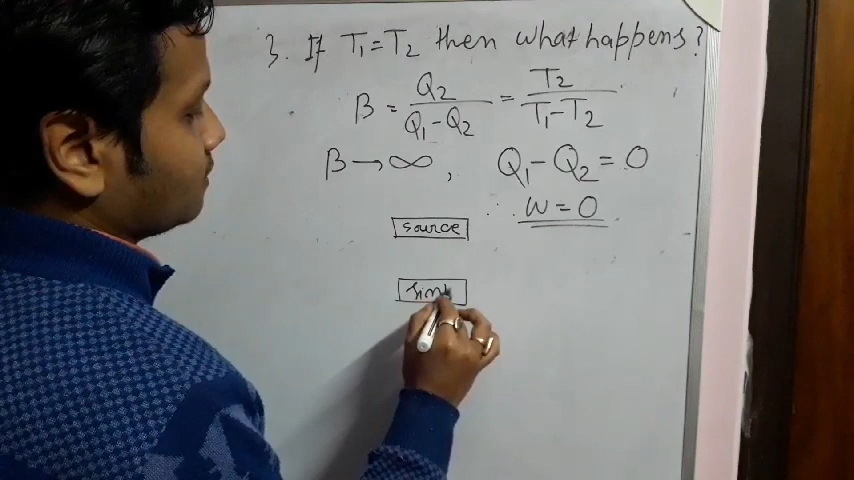 3. If T₁=T₂ then what happens?
β = Q₂/(Q₁-Q₂) = T₂/(T₁-T₂)
β → ∞, Q₁-Q₂ = 0
∴ W = 0
source
sink